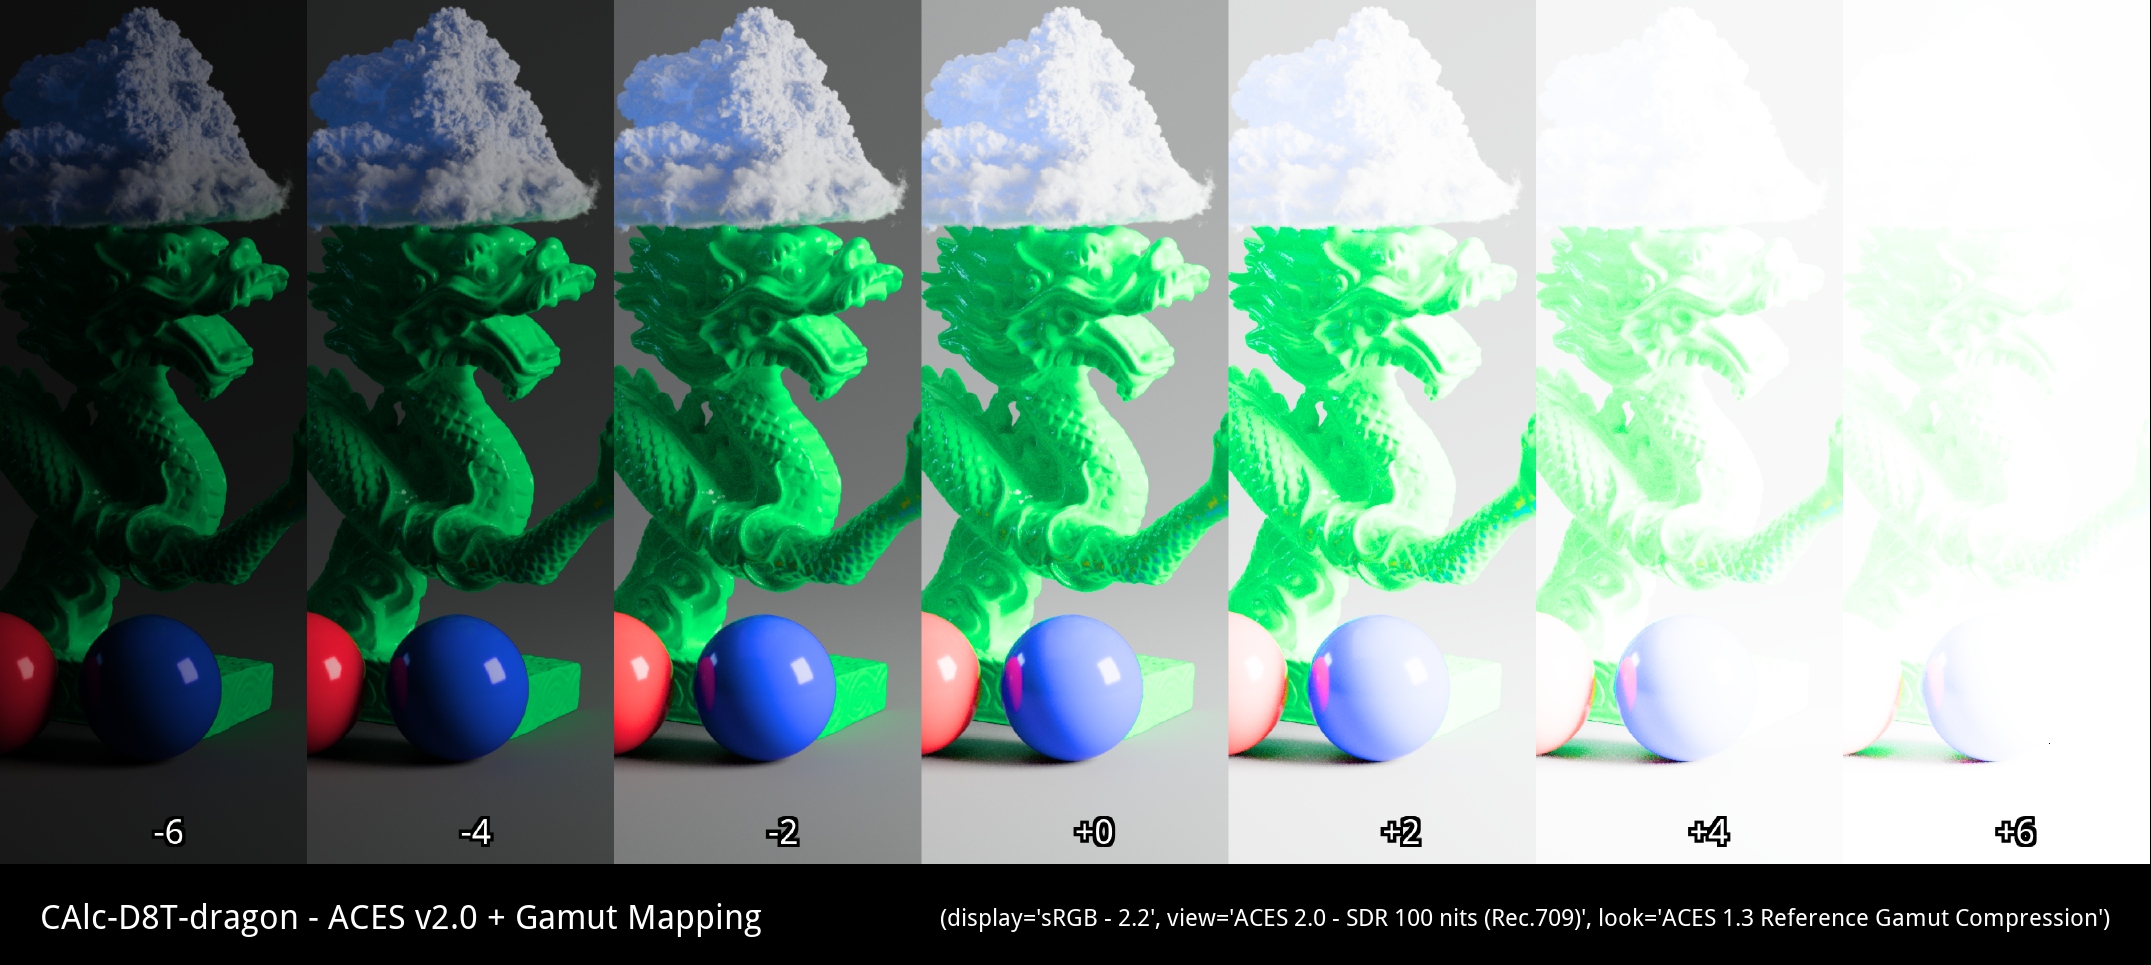 -6 -4 -2 +0 +2 +4 +6
CAlc-D8T-dragon - ACES v2.0 + Gamut Mapping
(display='sRGB - 2.2', view='ACES 2.0 - SDR 100 nits (Rec.709)', look='ACES 1.3 Reference Gamut Compression')